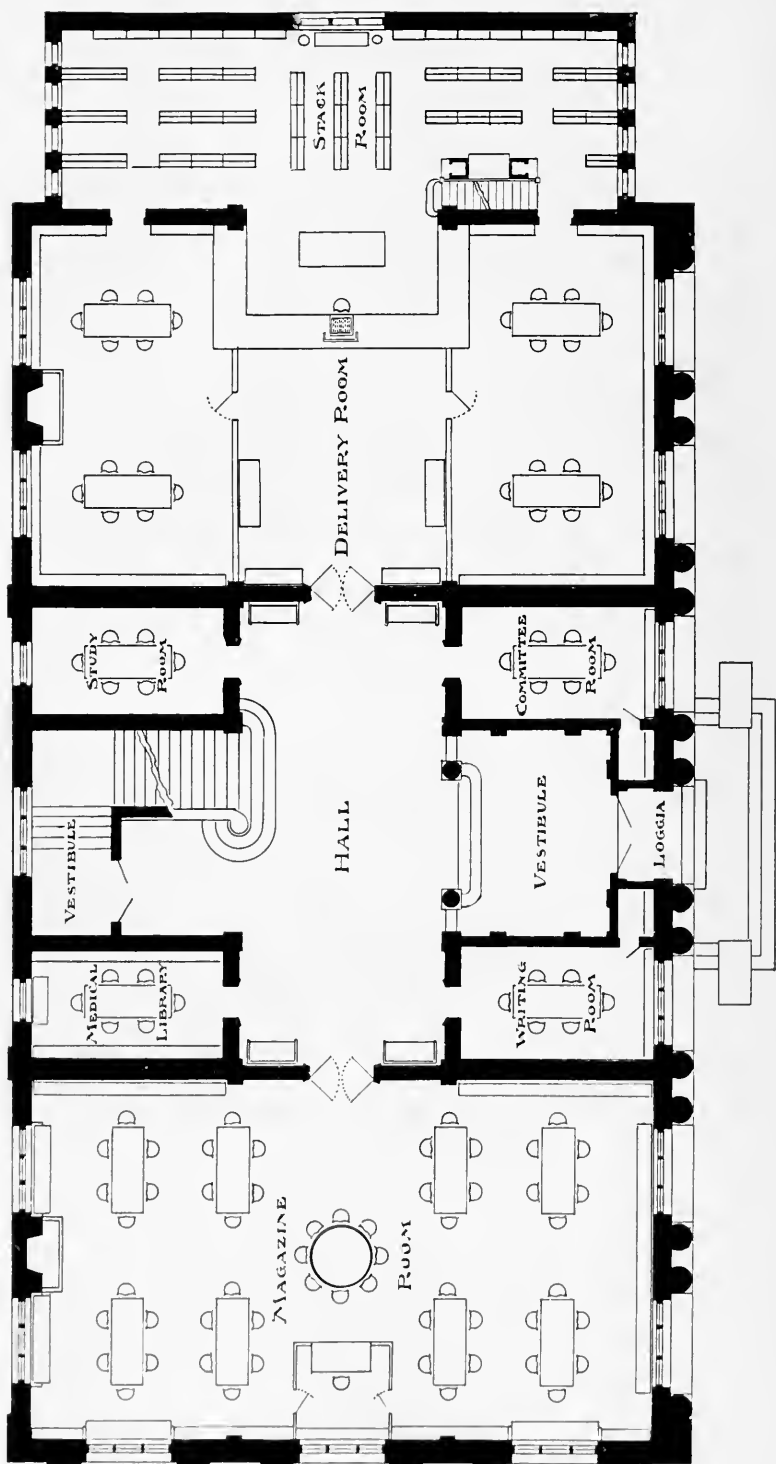 STACK
ROOM
DELIVERY ROOM
STUDY
ROOM
COMMITTEE
ROOM
VESTIBULE
HALL
VESTIBULE
LOGGIA
MEDICAL
LIBRARY
WRITING
ROOM
MAGAZINE
ROOM